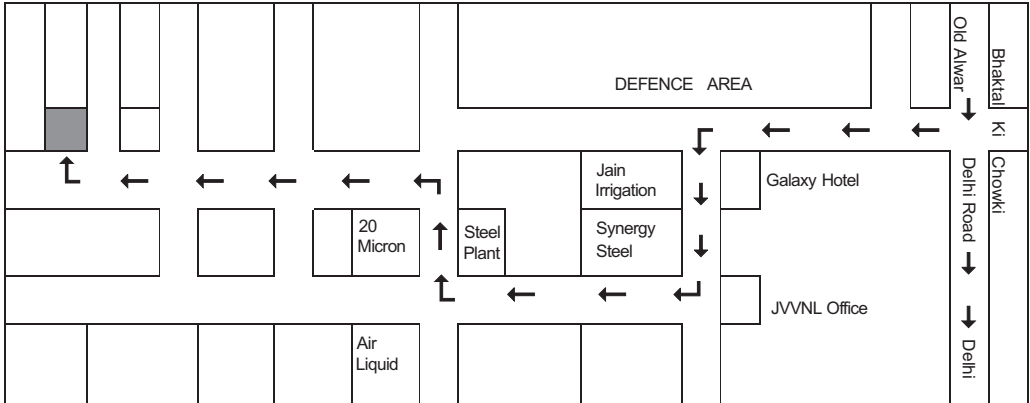 DEFENCE AREA
Old Alwar
Delhi Road
Delhi
Bhaktal Ki Chowki
Jain
Irrigation
Galaxy Hotel
20
Micron
Steel
Plant
Synergy
Steel
JVVNL Office
Air
Liquid